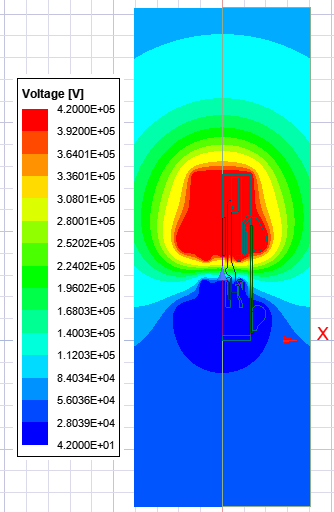 Voltage [V]
4.2000E+05
3.9200E+05
3.6401E+05
3.3601E+05
3.0801E+05
2.8001E+05
2.5202E+05
2.2402E+05
1.9602E+05
1.6803E+05
1.4003E+05
1.1203E+05
8.4034E+04
5.6036E+04
2.8039E+04
4.2000E+01
X